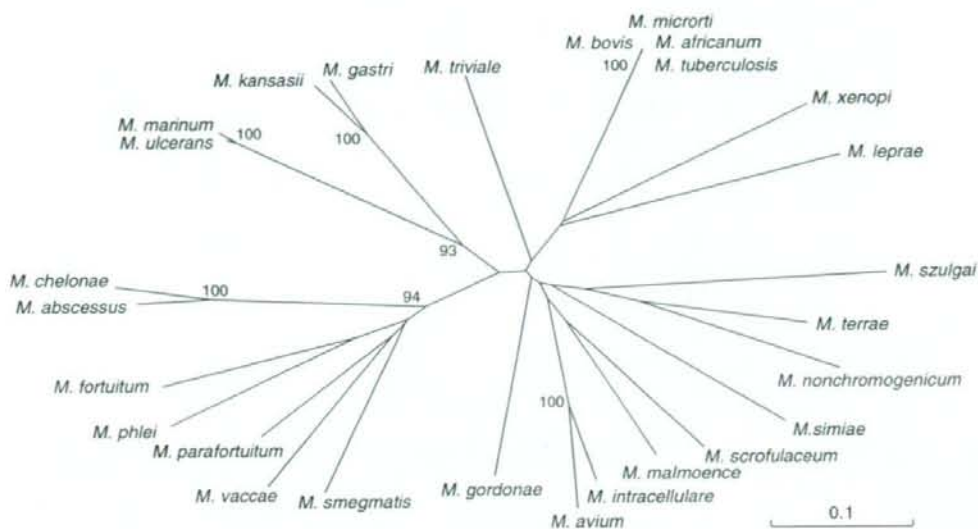 M. microrti
M. bovis M. africanum
100 M. tuberculosis
M. gastri
M. triviale
M. kansasii
M. xenopi
M. marinum 100
100
M. ulcerans
M. leprae
93
M. szulgai
M. chelonae
100
94
M. abscessus
M. terrae
M. fortuitum
M. nonchromogenicum
100
M.simiae
M. phlei
M. parafortuitum
M. scrofulaceum
M. malmoence
M. vaccae
M. smegmatis
M. gordonae
M. intracellulare
M. avium
0.1